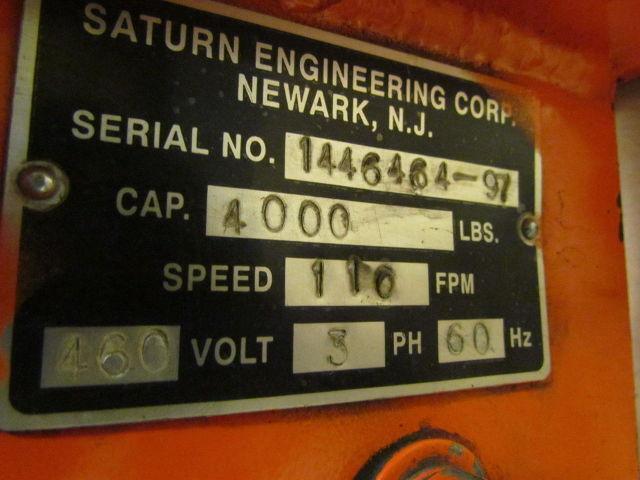 SATURN ENGINEERING CORP.
NEWARK, N.J.
SERIAL NO. 1446464-97
CAP. 4000 LBS.
SPEED 116 FPM
460 VOLT 3 PH 60 Hz